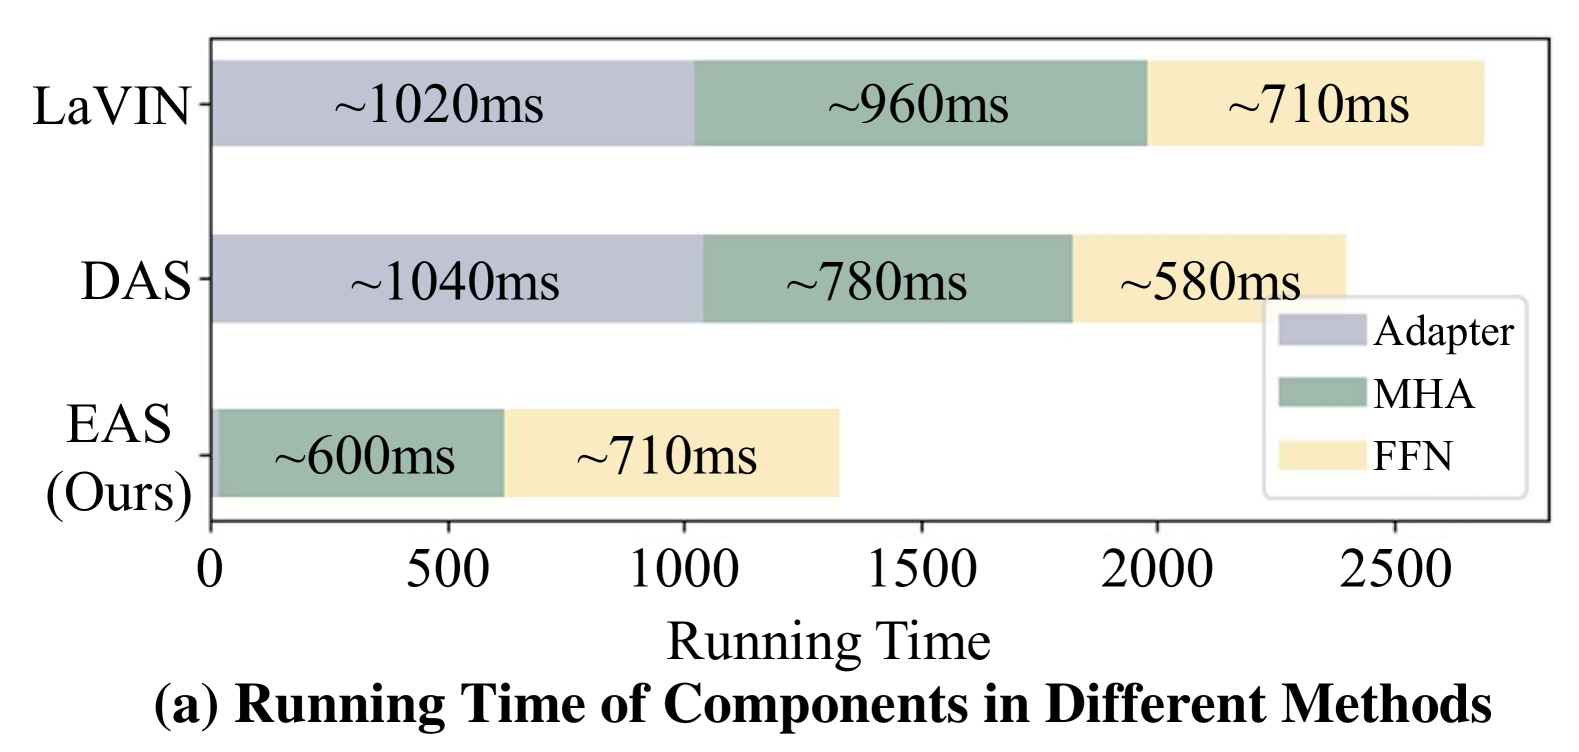 LaVIN
~1020ms
~960ms
~710ms
DAS
~1040ms
~780ms
~580ms
EAS
(Ours)
~600ms
~710ms
Adapter
MHA
FFN
0
500
1000
1500
2000
2500
Running Time
(a) Running Time of Components in Different Methods